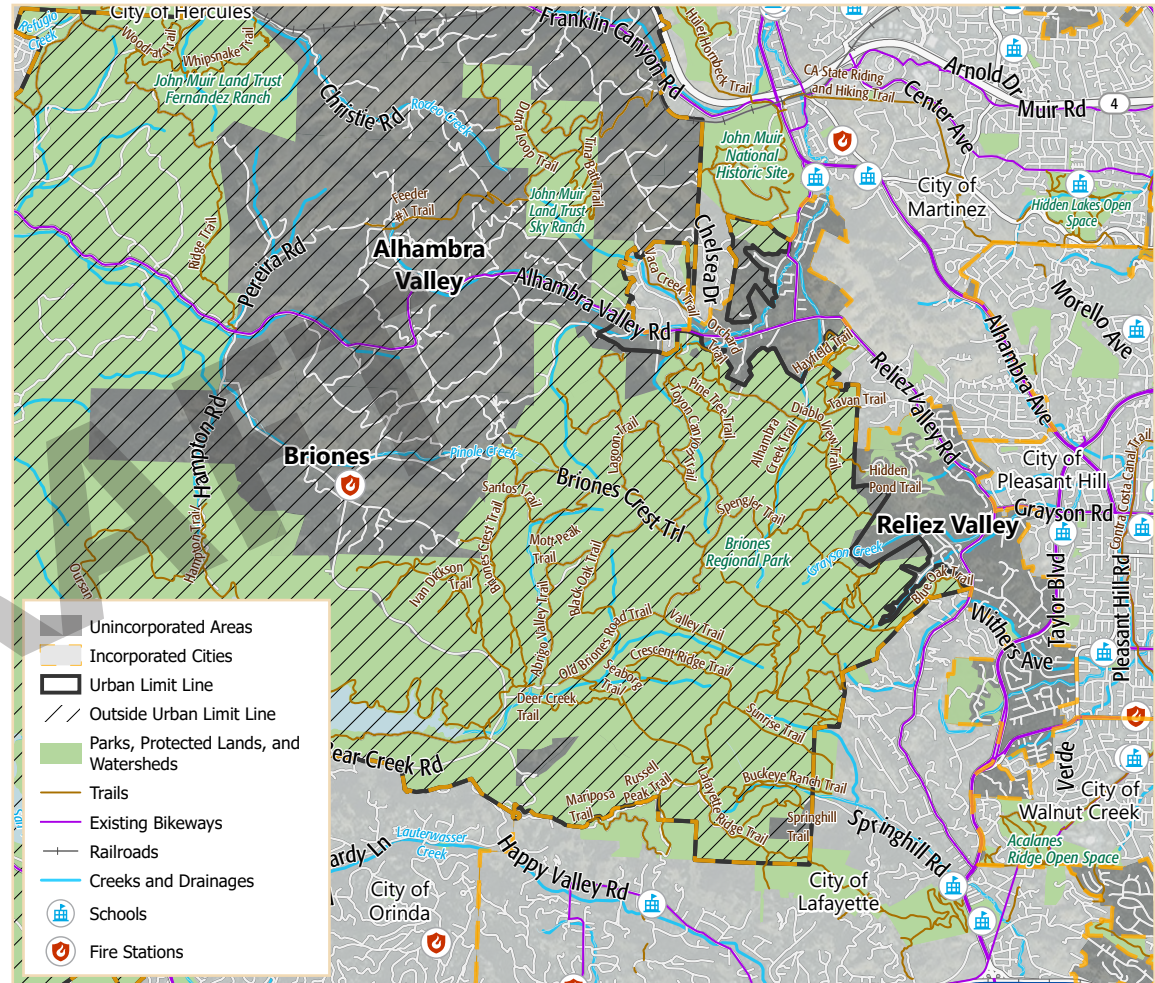 City of Hercules
Refugio
Creek
Woodrat Trail
Whipsnake Trail
John Muir Land Trust
Fernandez Ranch
Christie Rd
Rodeo Creek
Franklin Canyon Rd
Hulet Hornbeck Trail
CA State Riding
and Hiking Trail
Arnold Dr
Center Ave
Muir Rd
4
Dutra Loop Trail
Tina Batt Trail
John Muir
National
Historic Site
City of
Martinez
Hidden Lakes Open
Space
Feeder
#1 Trail
John Muir
Land Trust
Sky Ranch
Ridge Trail
Pereira Rd
Alhambra
Valley
Alhambra Valley Rd
Vaca Creek Trail
Chelsea Dr
Orchard
Trail
Hayfield Trail
Morello Ave
Alhambra Ave
Reliez Valley Rd
Pine Tree Trail
Toyon Canyon Trail
Travan Trail
Diablo View Trail
Alhambra
Creek Trail
Lagoon Trail
Hampton Rd
Briones
Pinole Creek
Briones Crest Trl
Hidden
Pond Trail
City of
Pleasant Hill
Contra Costa Canal Trail
Grayson Rd
Reliez Valley
Santos Trail
Spengler Trail
Mott Peak
Trail
Briones
Regional Park
Grayson Creek
Hampton Trail
Oursan
Briones Crest Trail
Ivan Dickson
Trail
Black Oak Trail
Abrigo Valley Trail
Blue Oak Trail
Taylor Blvd
Pleasant Hill Rd
Withers Ave
Old Briones Road Trail
Valley Trail
Crescent Ridge Trail
Seaborg
Trail
Deer Creek
Trail
Sunrise Trail
Bear Creek Rd
Russell
Peak Trail
Mariposa
Trail
Lafayette
Ridge Trail
Buckeye Ranch Trail
Springhill
Trail
Springhill Rd
Verde
City of
Walnut Creek
Acalanes
Ridge Open Space
Lauterwasser
Creek
ardy Ln
Happy Valley Rd
City of
Orinda
City of
Lafayette
Unincorporated Areas
Incorporated Cities
Urban Limit Line
Outside Urban Limit Line
Parks, Protected Lands, and
Watersheds
Trails
Existing Bikeways
Railroads
Creeks and Drainages
Schools
Fire Stations